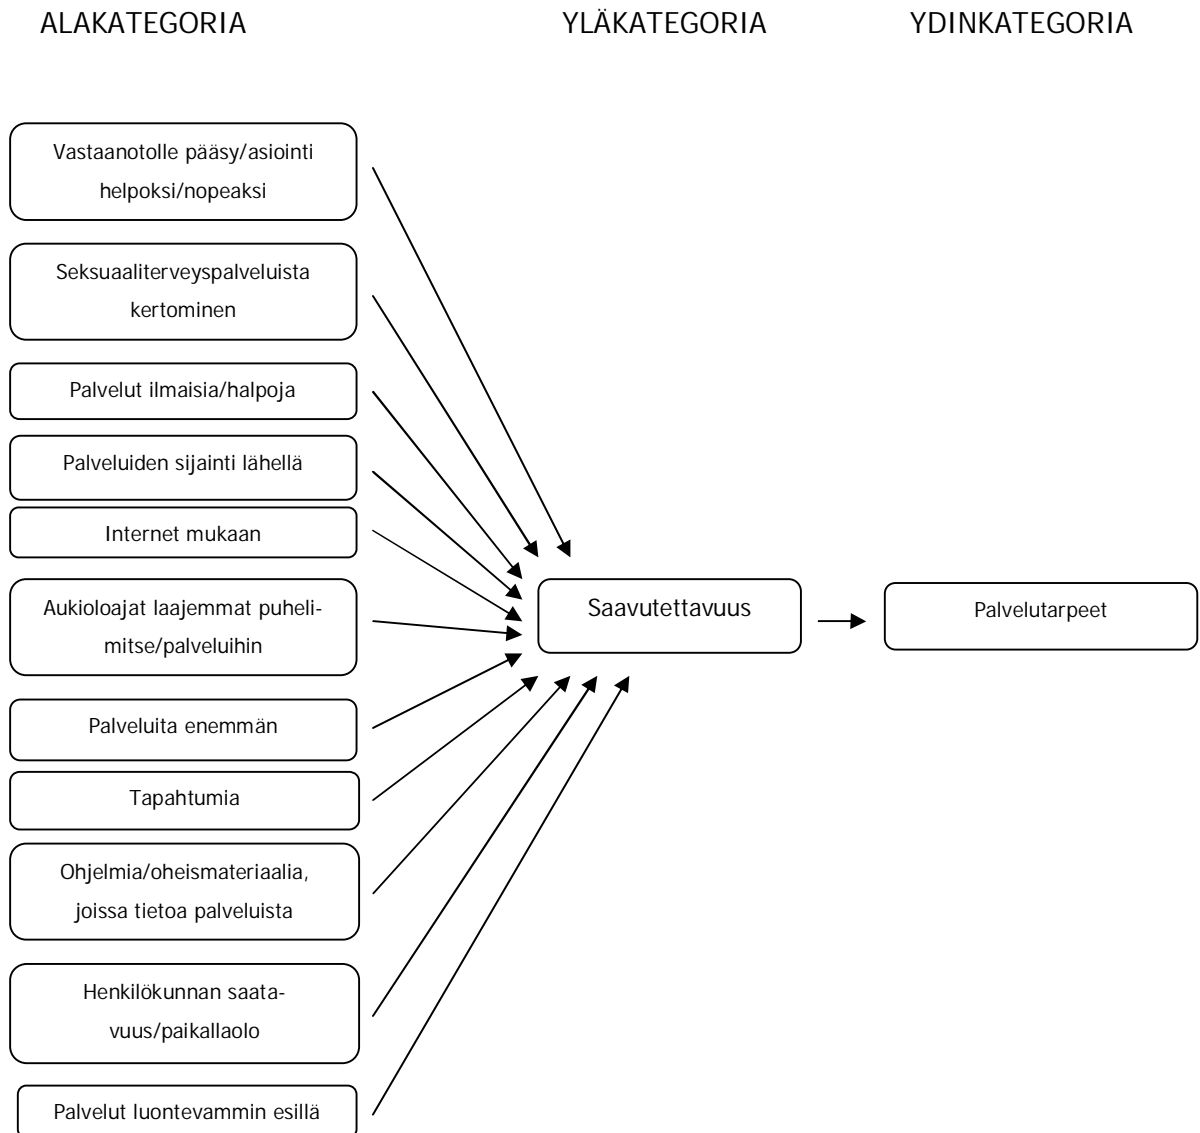 ALAKATEGORIA YLÄKATEGORIA YDINKATEGORIA
Vastaanotolle pääsy/asiointi
helpoksi/nopeaksi
Seksuaaliterveyspalveluista
kertominen
Palvelut ilmaisia/halpoja
Palveluiden sijainti lähellä
Internet mukaan
Aukioloajat laajemmat puheli-
mitse/palveluihin
Palveluita enemmän
Tapahtumia
Ohjelmia/oheismateriaalia,
joissa tietoa palveluista
Henkilökunnan saata-
vuus/paikallaolo
Palvelut luontevammin esillä
Saavutettavuus
Palvelutarpeet